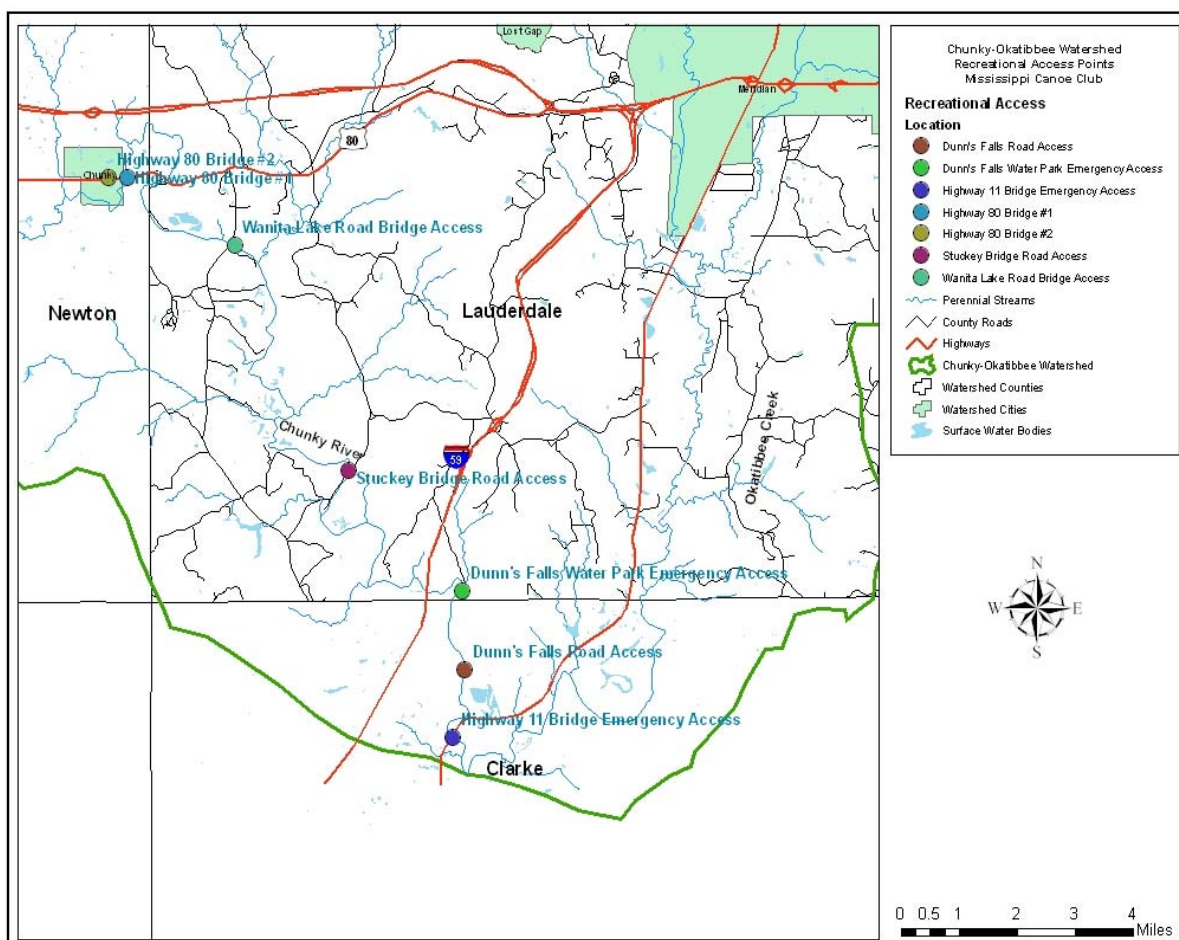 Lost Gap
Meridian
80
Highway 80 Bridge #2
Chunky
Highway 80 Bridge #1
Wanita Lake Road Bridge Access
Newton
Lauderdale
Chunky River
Okatibbee Creek
59
Stuckey Bridge Road Access
Dunn's Falls Water Park Emergency Access
Dunn's Falls Road Access
Highway 11 Bridge Emergency Access
Clarke
Chunky-Okatibbee Watershed
Recreational Access Points
Mississippi Canoe Club
Recreational Access
Location
Dunn's Falls Road Access
Dunn's Falls Water Park Emergency Access
Highway 11 Bridge Emergency Access
Highway 80 Bridge #1
Highway 80 Bridge #2
Stuckey Bridge Road Access
Wanita Lake Road Bridge Access
Perennial Streams
County Roads
Highways
Chunky-Okatibbee Watershed
Watershed Counties
Watershed Cities
Surface Water Bodies
N
W E
S
0 0.5 1 2 3 4
Miles